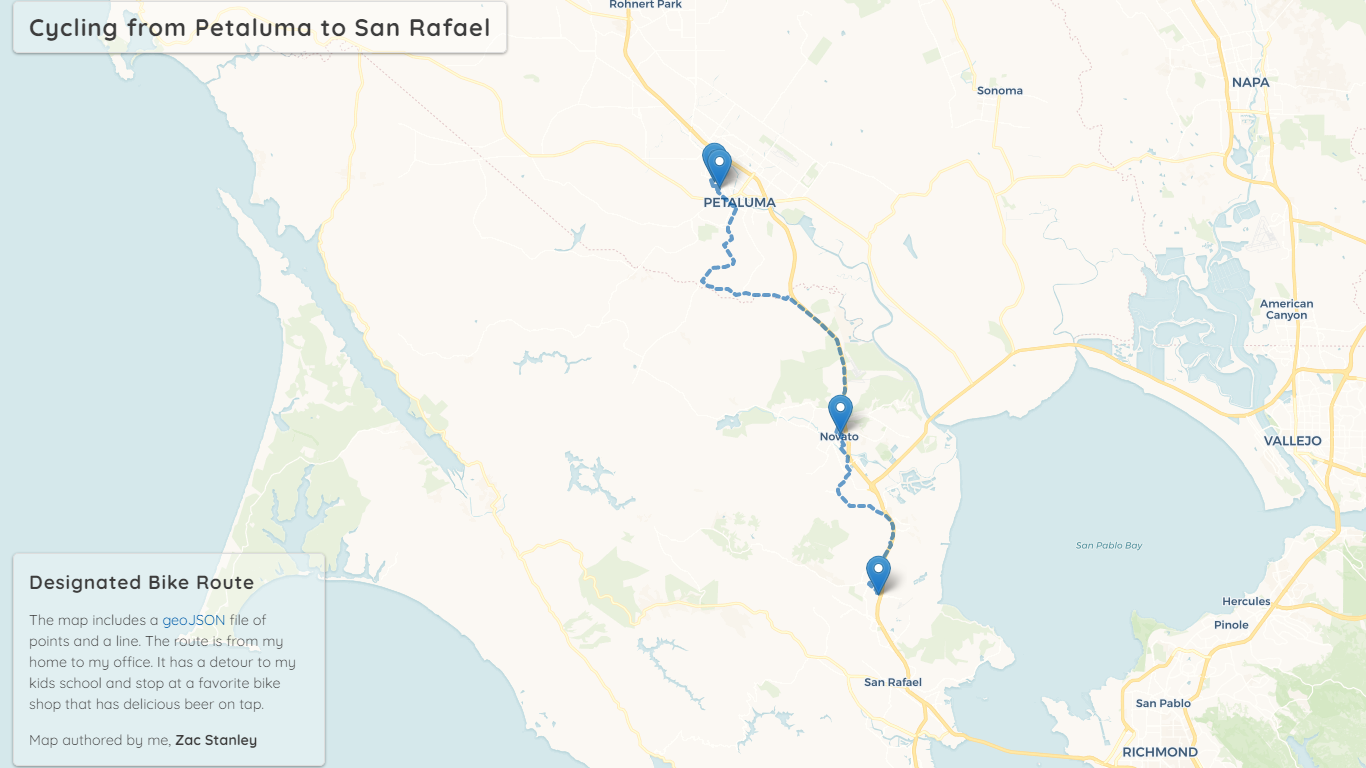 Cycling from Petaluma to San Rafael
Rohnert Park
NAPA
Sonoma
PETALUMA
American
Canyon
Novato
VALLEJO
San Pablo Bay
Hercules
Pinole
San Rafael
San Pablo
RICHMOND
Designated Bike Route
The map includes a geoJSON file of
points and a line. The route is from my
home to my office. It has a detour to my
kids school and stop at a favorite bike
shop that has delicious beer on tap.
Map authored by me, Zac Stanley